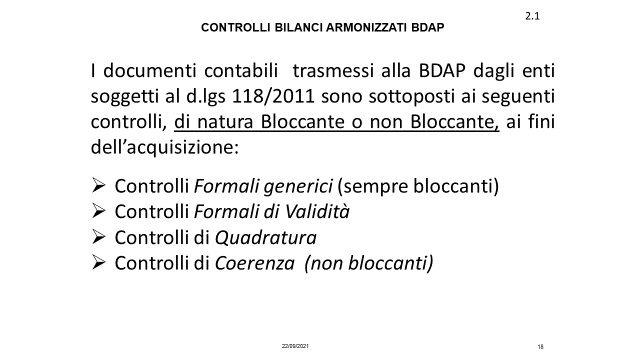 2.1
CONTROLLI BILANCI ARMONIZZATI BDAP
I documenti contabili trasmessi alla BDAP dagli enti
soggetti al d.lgs 118/2011 sono sottoposti ai seguenti
controlli, di natura Bloccante o non Bloccante, ai fini
dell'acquisizione:
➢ Controlli Formali generici (sempre bloccanti)
➢ Controlli Formali di Validità
➢ Controlli di Quadratura
➢ Controlli di Coerenza (non bloccanti)
22/09/2021
18